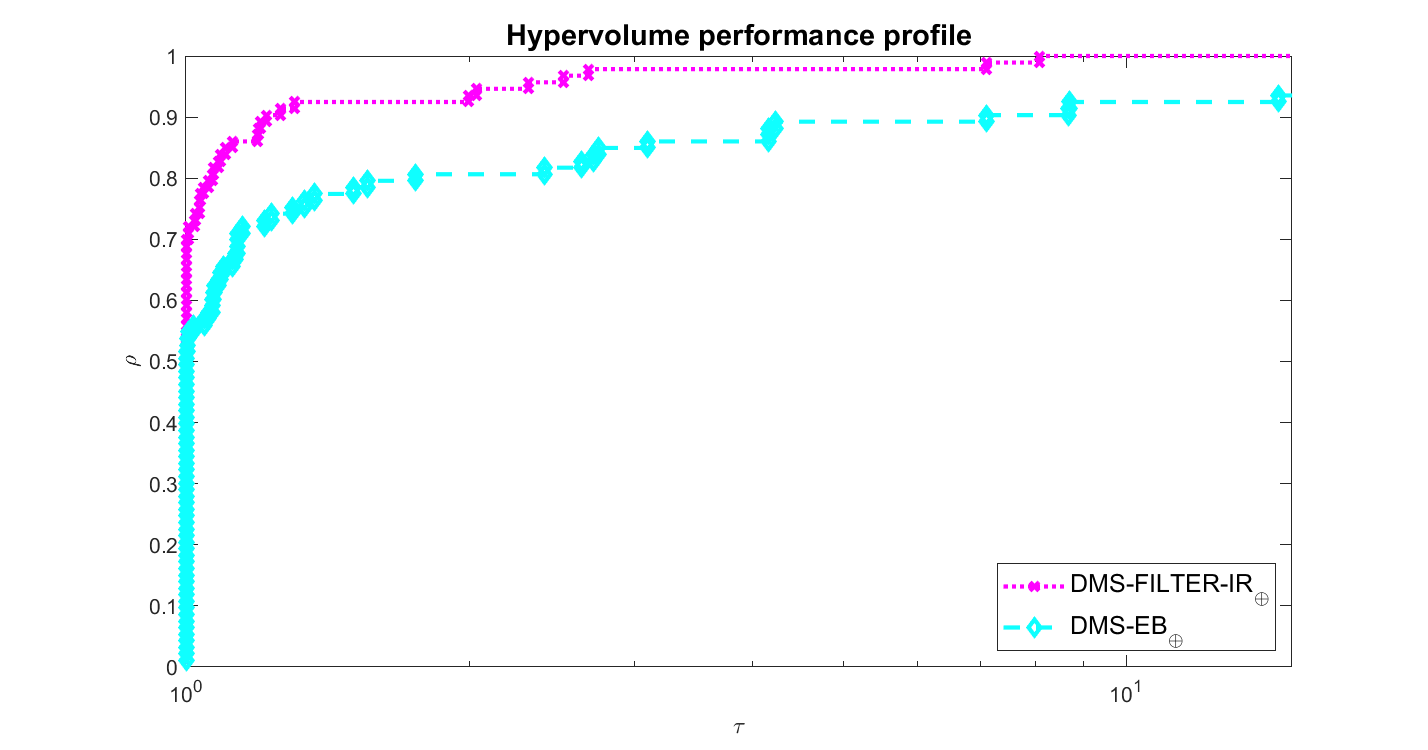 Hypervolume performance profile
1
0.9
0.8
0.7
0.6
0.5
0.4
0.3
0.2
0.1
0
ρ
10⁰
10¹
τ
DMS-FILTER-IR⊕
DMS-EB⊕